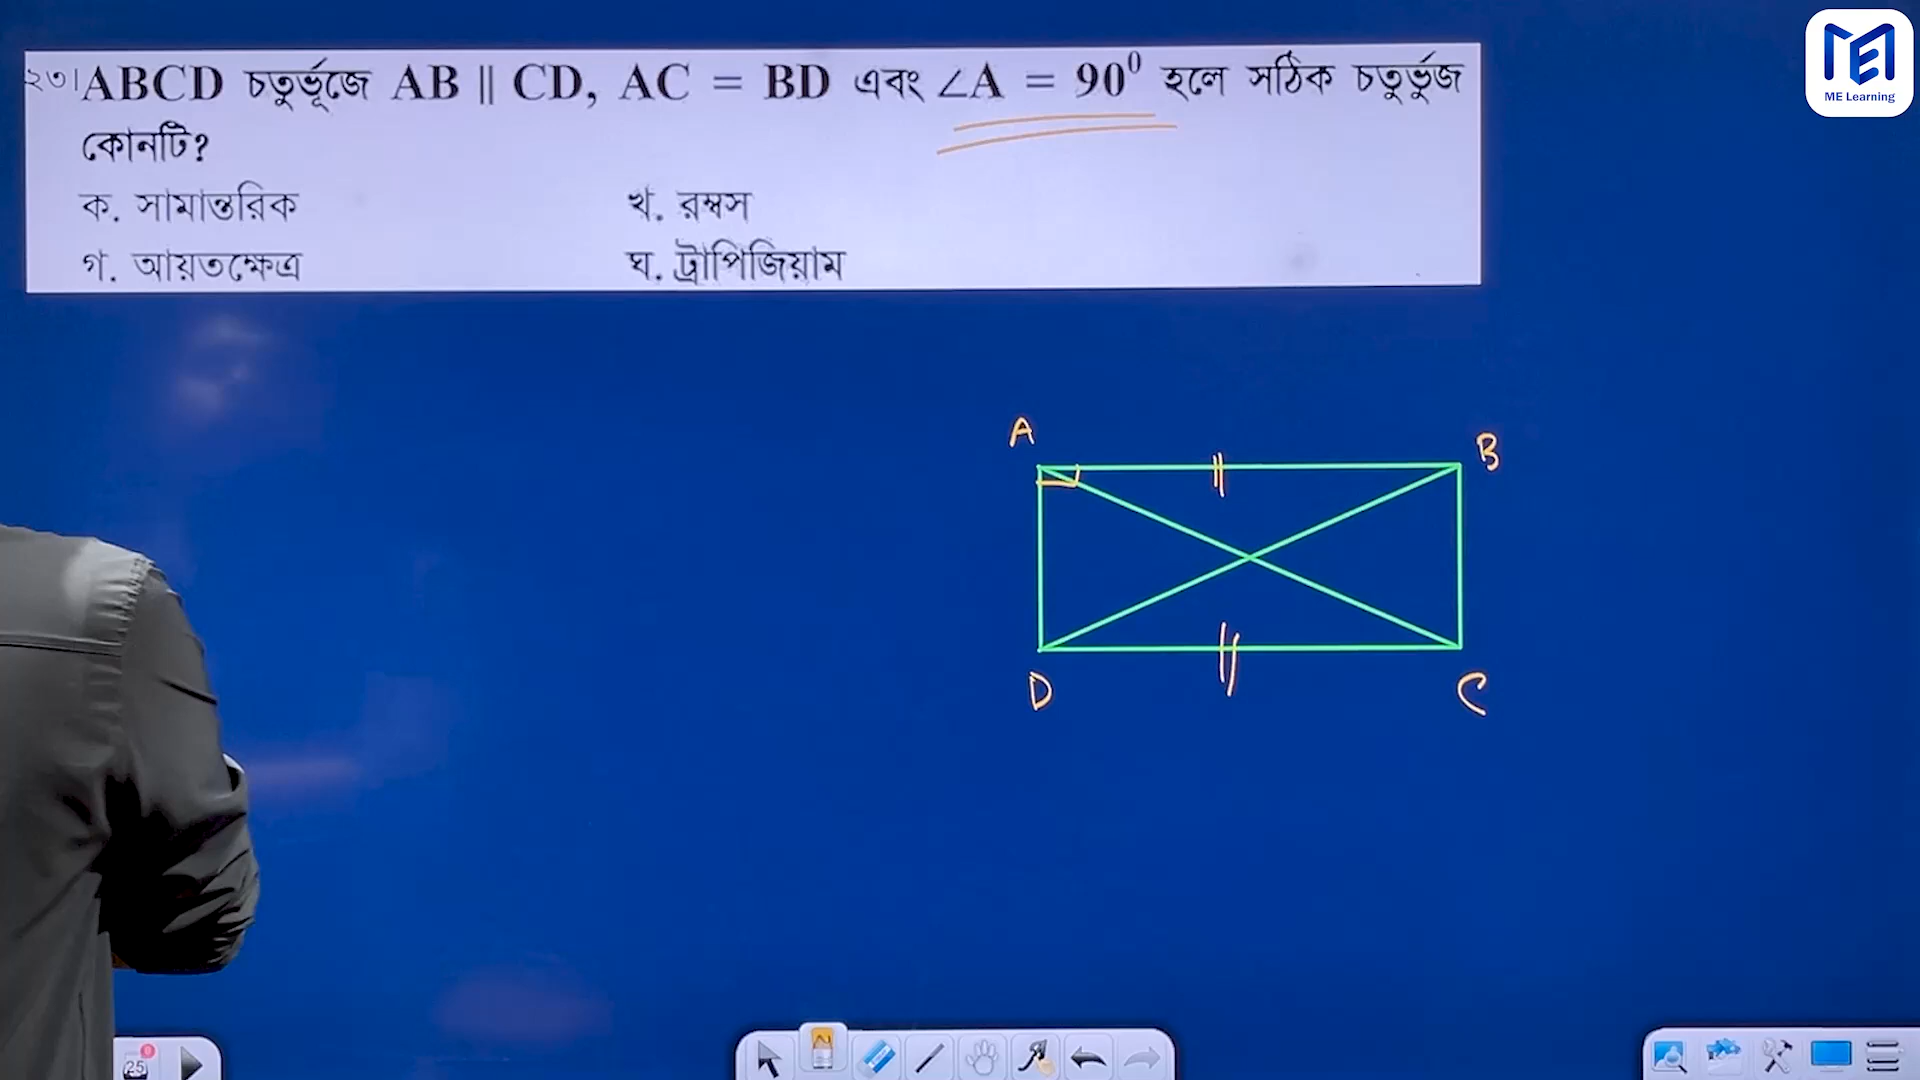 ২৩। ABCD চতুর্ভূজে AB || CD, AC = BD এবং ∠A = 90⁰ হলে সঠিক চতুর্ভুজ
কোনটি?
ক. সামান্তরিক খ. রম্বস
গ. আয়তক্ষেত্র ঘ. ট্রাপিজিয়াম
ME Learning
A B
D C
25